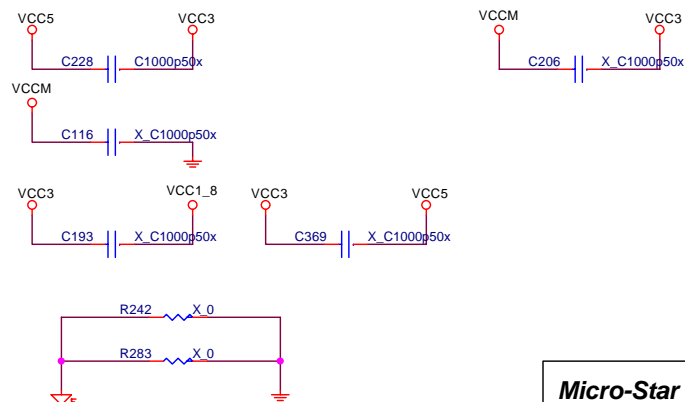 VCC5 VCC3 VCCM VCC3
C228 C1000p50x C206 X_C1000p50x
VCCM
C116 X_C1000p50x
VCC3 VCC1_8 VCC3 VCC5
C193 X_C1000p50x C369 X_C1000p50x
R242 X_0
R283 X_0
Micro-Star